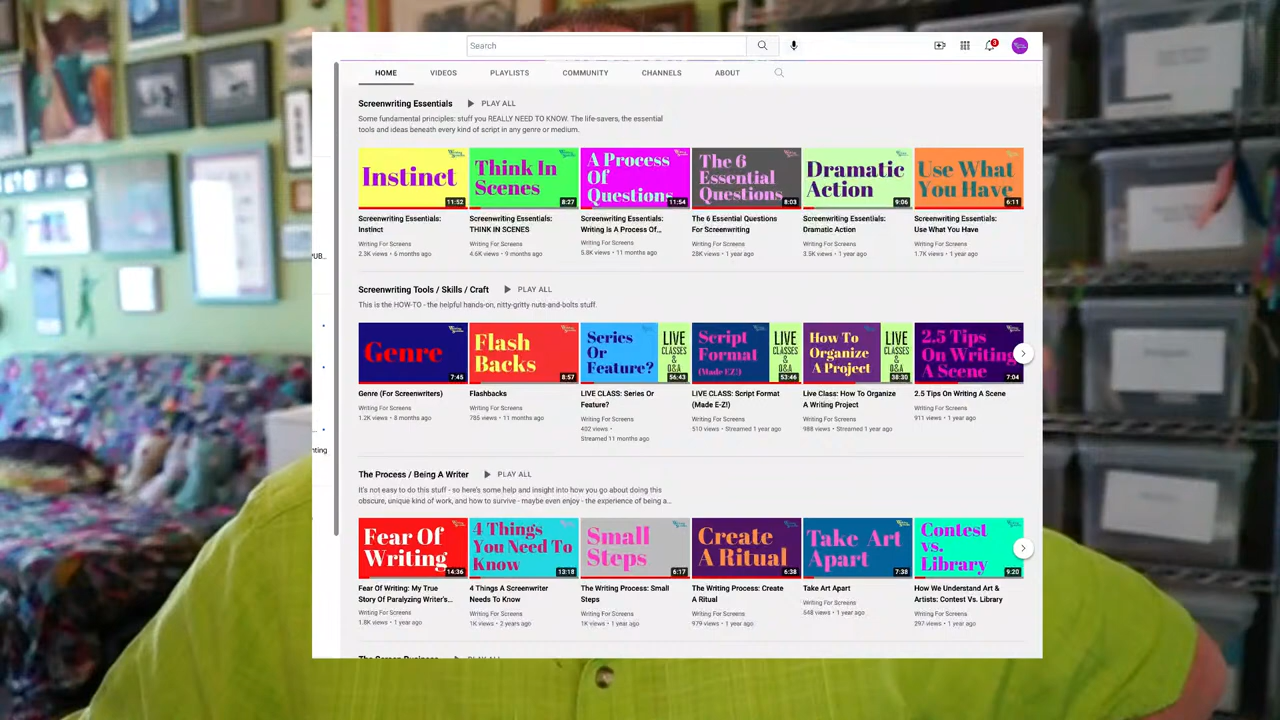 Search
3
HOME VIDEOS PLAYLISTS COMMUNITY CHANNELS ABOUT
Screenwriting Essentials PLAY ALL
Some fundamental principles: stuff you REALLY NEED TO KNOW. The life-savers, the essential
tools and ideas beneath every kind of script in any genre or medium.
Instinct
11:52
Think In
Scenes
8:27
A Process
Of
Questions
11:54
The 6
Essential
Questions
8:03
Dramatic
Action
9:06
Use What
You Have
6:11
Screenwriting Essentials:
Instinct
Writing For Screens
2.3K views • 6 months ago
Screenwriting Essentials:
THINK IN SCENES
Writing For Screens
4.6K views • 9 months ago
Screenwriting Essentials:
Writing Is A Process Of...
Writing For Screens
5.8K views • 11 months ago
The 6 Essential Questions
For Screenwriting
Writing For Screens
28K views • 1 year ago
Screenwriting Essentials:
Dramatic Action
Writing For Screens
3.5K views • 1 year ago
Screenwriting Essentials:
Use What You Have
Writing For Screens
1.7K views • 1 year ago
Screenwriting Tools / Skills / Craft PLAY ALL
This is the HOW-TO - the helpful hands-on, nitty-gritty nuts-and-bolts stuff.
Genre
7:45
Flash
Backs
8:57
Series
Or
Feature?
LIVE
CLASSES
& Q&A
56:43
Script
Format
(Made EZ!)
LIVE
CLASSES
& Q&A
53:46
How To
Organize
A Project
LIVE
CLASSES
& Q&A
38:30
2.5 Tips
On Writing
A Scene
7:04
Genre (For Screenwriters)
Writing For Screens
1.2K views • 8 months ago
Flashbacks
Writing For Screens
755 views • 11 months ago
LIVE CLASS: Series Or
Feature?
Writing For Screens
402 views •
Streamed 11 months ago
LIVE CLASS: Script Format
(Made E-Z!)
Writing For Screens
510 views • Streamed 1 year ago
Live Class: How To Organize
A Writing Project
Writing For Screens
988 views • Streamed 1 year ago
2.5 Tips On Writing A Scene
Writing For Screens
911 views • 1 year ago
The Process / Being A Writer PLAY ALL
It's not easy to do this stuff - so here's some help and insight into how you go about doing this
obscure, unique kind of work, and how to survive - maybe even enjoy - the experience of being a...
Fear Of
Writing
14:36
4 Things
You Need To
Know
13:18
Small
Steps
6:17
Create
A Ritual
6:38
Take Art
Apart
7:38
Contest
vs.
Library
9:20
Fear Of Writing: My True
Story Of Paralyzing Writer's...
Writing For Screens
1.8K views • 1 year ago
4 Things A Screenwriter
Needs To Know
Writing For Screens
1K views • 2 years ago
The Writing Process: Small
Steps
Writing For Screens
1K views • 1 year ago
The Writing Process: Create
A Ritual
Writing For Screens
979 views • 1 year ago
Take Art Apart
Writing For Screens
548 views • 1 year ago
How We Understand Art &
Artists: Contest Vs. Library
Writing For Screens
297 views • 1 year ago